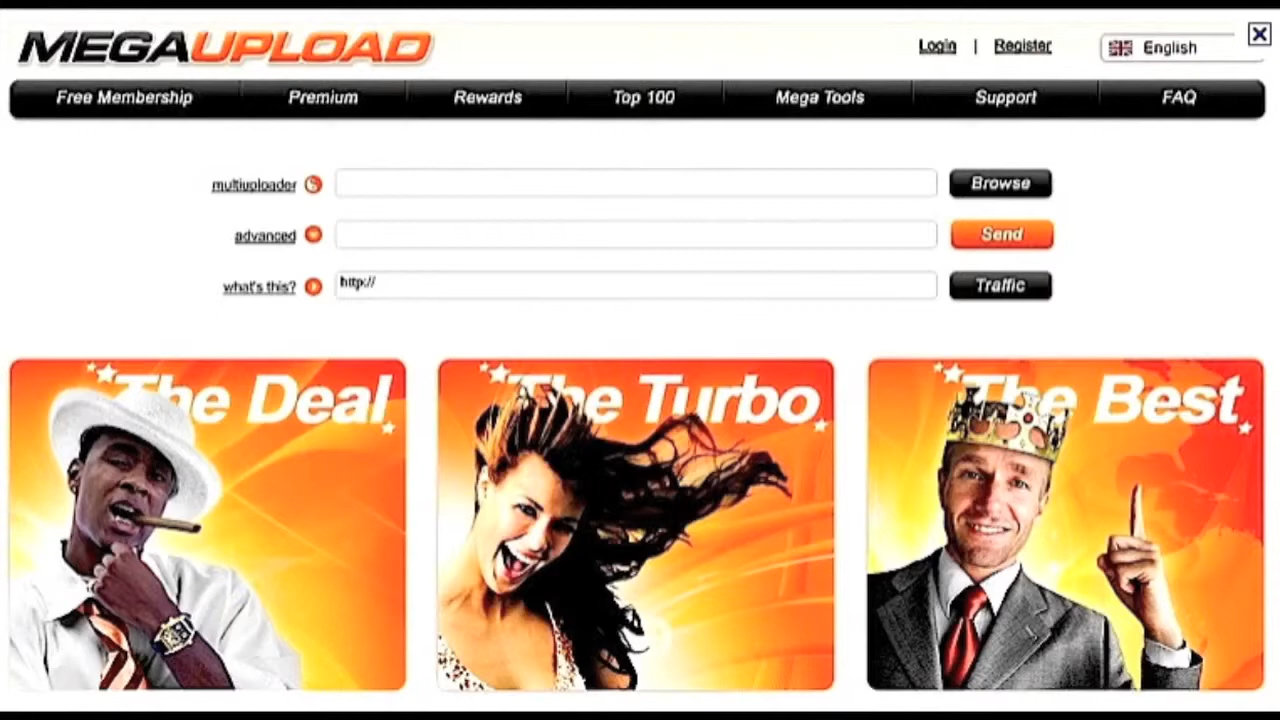 MEGAUPLOAD
Login | Register
English
Free Membership Premium Rewards Top 100 Mega Tools Support FAQ
multiuploader Browse
advanced Send
what's this? http:// Traffic
The Deal
The Turbo
The Best